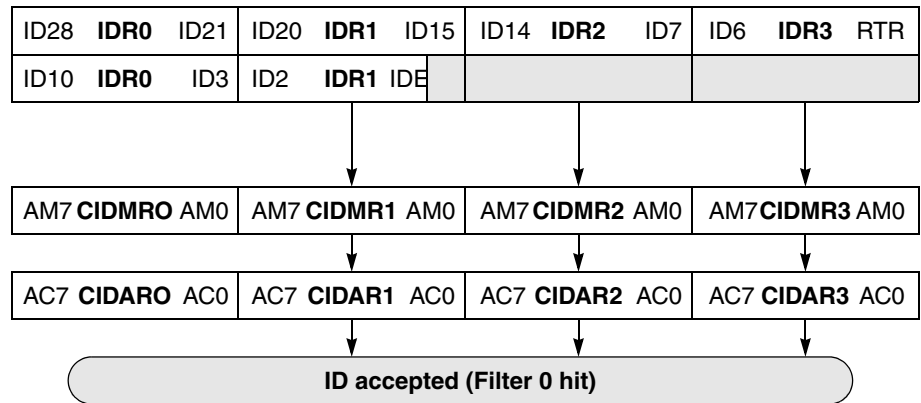 ID28 IDR0 ID21 ID20 IDR1 ID15 ID14 IDR2 ID7 ID6 IDR3 RTR
ID10 IDR0 ID3 ID2 IDR1 IDE
AM7 CIDMRO AM0 AM7 CIDMR1 AM0 AM7 CIDMR2 AM0 AM7 CIDMR3 AM0
AC7 CIDARO AC0 AC7 CIDAR1 AC0 AC7 CIDAR2 AC0 AC7 CIDAR3 AC0
ID accepted (Filter 0 hit)